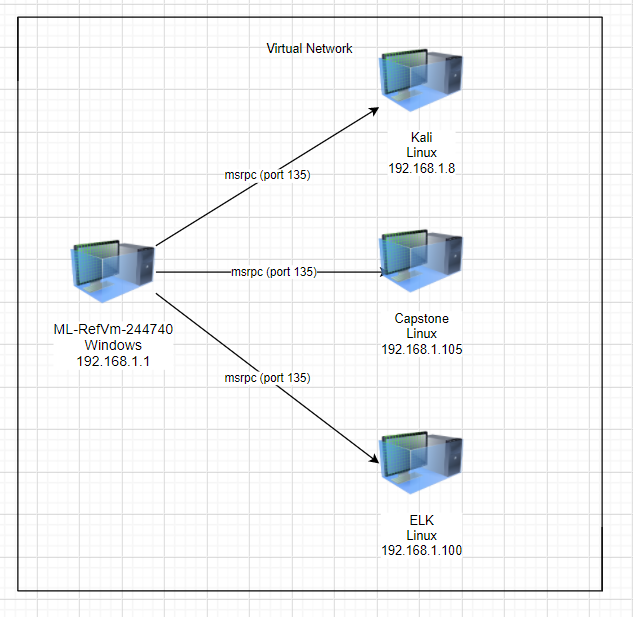 Virtual Network
Kali
Linux
192.168.1.8
msrpc (port 135)
msrpc (port 135)
Capstone
Linux
192.168.1.105
ML-RefVm-244740
Windows
192.168.1.1
msrpc (port 135)
ELK
Linux
192.168.1.100